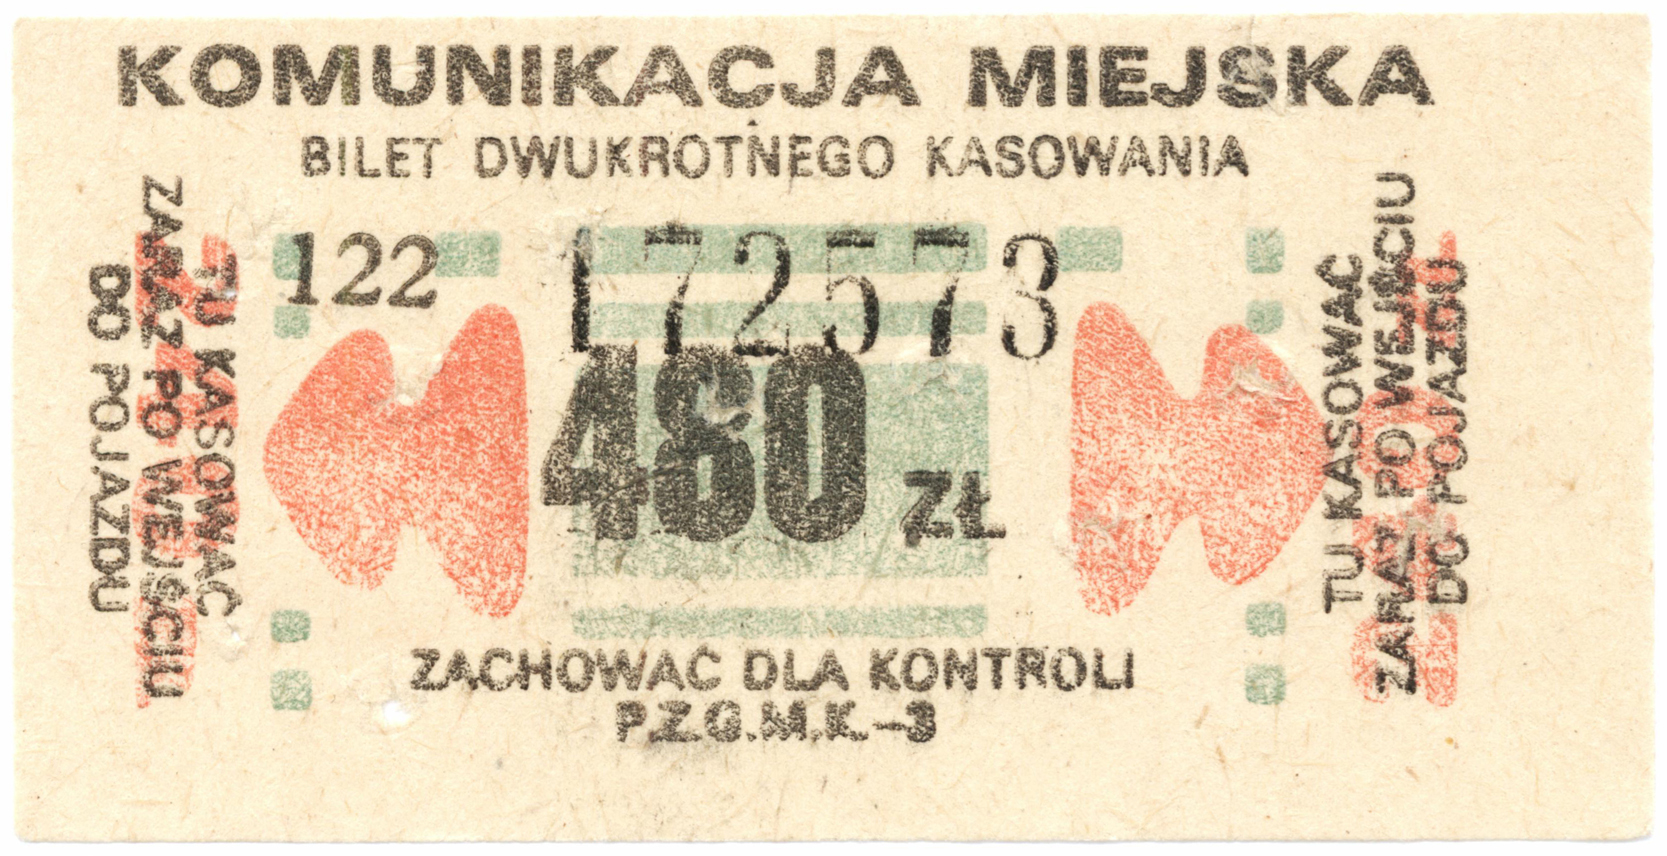 KOMUNIKACJA MIEJSKA
BILET DWUKROTNEGO KASOWANIA
122 172573
480 ZŁ
TU KASOWAĆ
ZARAZ PO WEJŚCIU
DO POJAZDU
TU KASOWAĆ
ZARAZ PO WEJŚCIU
DO POJAZDU
ZACHOWAĆ DLA KONTROLI
P.Z.G.M.K.-3